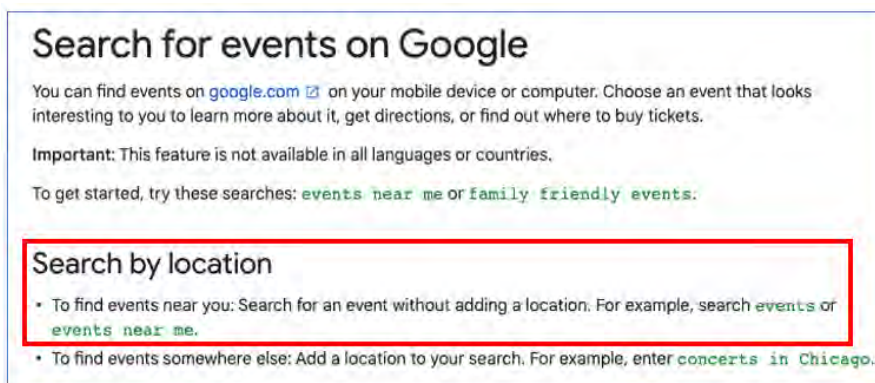 Search for events on Google
You can find events on google.com on your mobile device or computer. Choose an event that looks
interesting to you to learn more about it, get directions, or find out where to buy tickets.
Important: This feature is not available in all languages or countries.
To get started, try these searches: events near me or family friendly events.
Search by location
• To find events near you: Search for an event without adding a location. For example, search events or
events near me.
• To find events somewhere else: Add a location to your search. For example, enter concerts in Chicago.